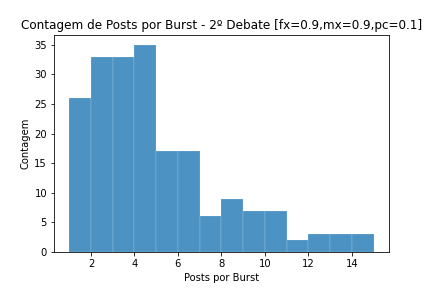 Contagem de Posts por Burst - 2º Debate [fx=0.9,mx=0.9,pc=0.1]
35
30
25
20
15
10
5
0
Contagem
2 4 6 8 10 12 14
Posts por Burst